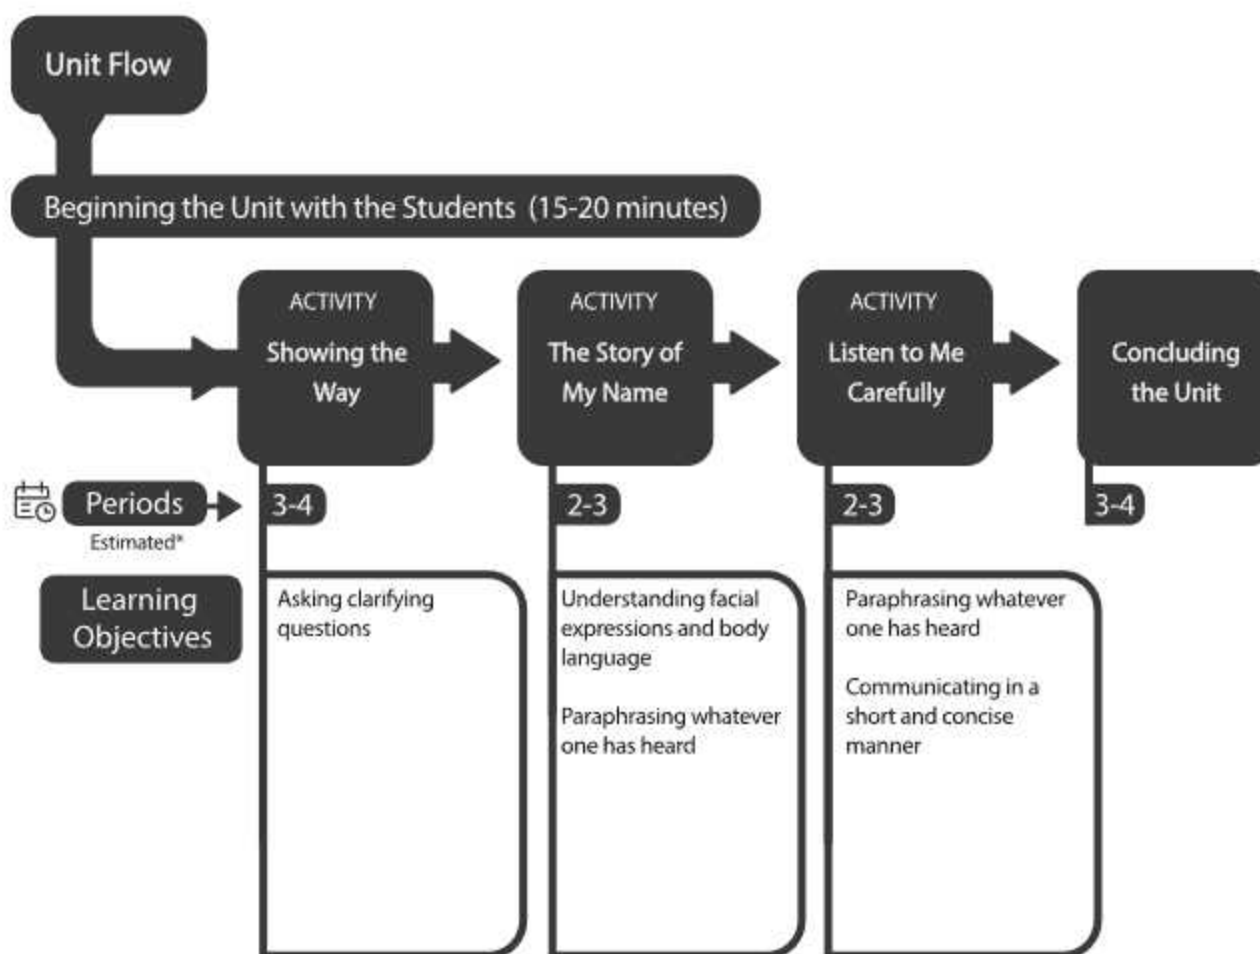 Unit Flow
Beginning the Unit with the Students (15-20 minutes)
ACTIVITY
Showing the
Way
ACTIVITY
The Story of
My Name
ACTIVITY
Listen to Me
Carefully
Concluding
the Unit
Periods
Estimated*
3-4
2-3
2-3
3-4
Learning
Objectives
Asking clarifying
questions
Understanding facial
expressions and body
language
Paraphrasing whatever
one has heard
Paraphrasing whatever
one has heard
Communicating in a
short and concise
manner